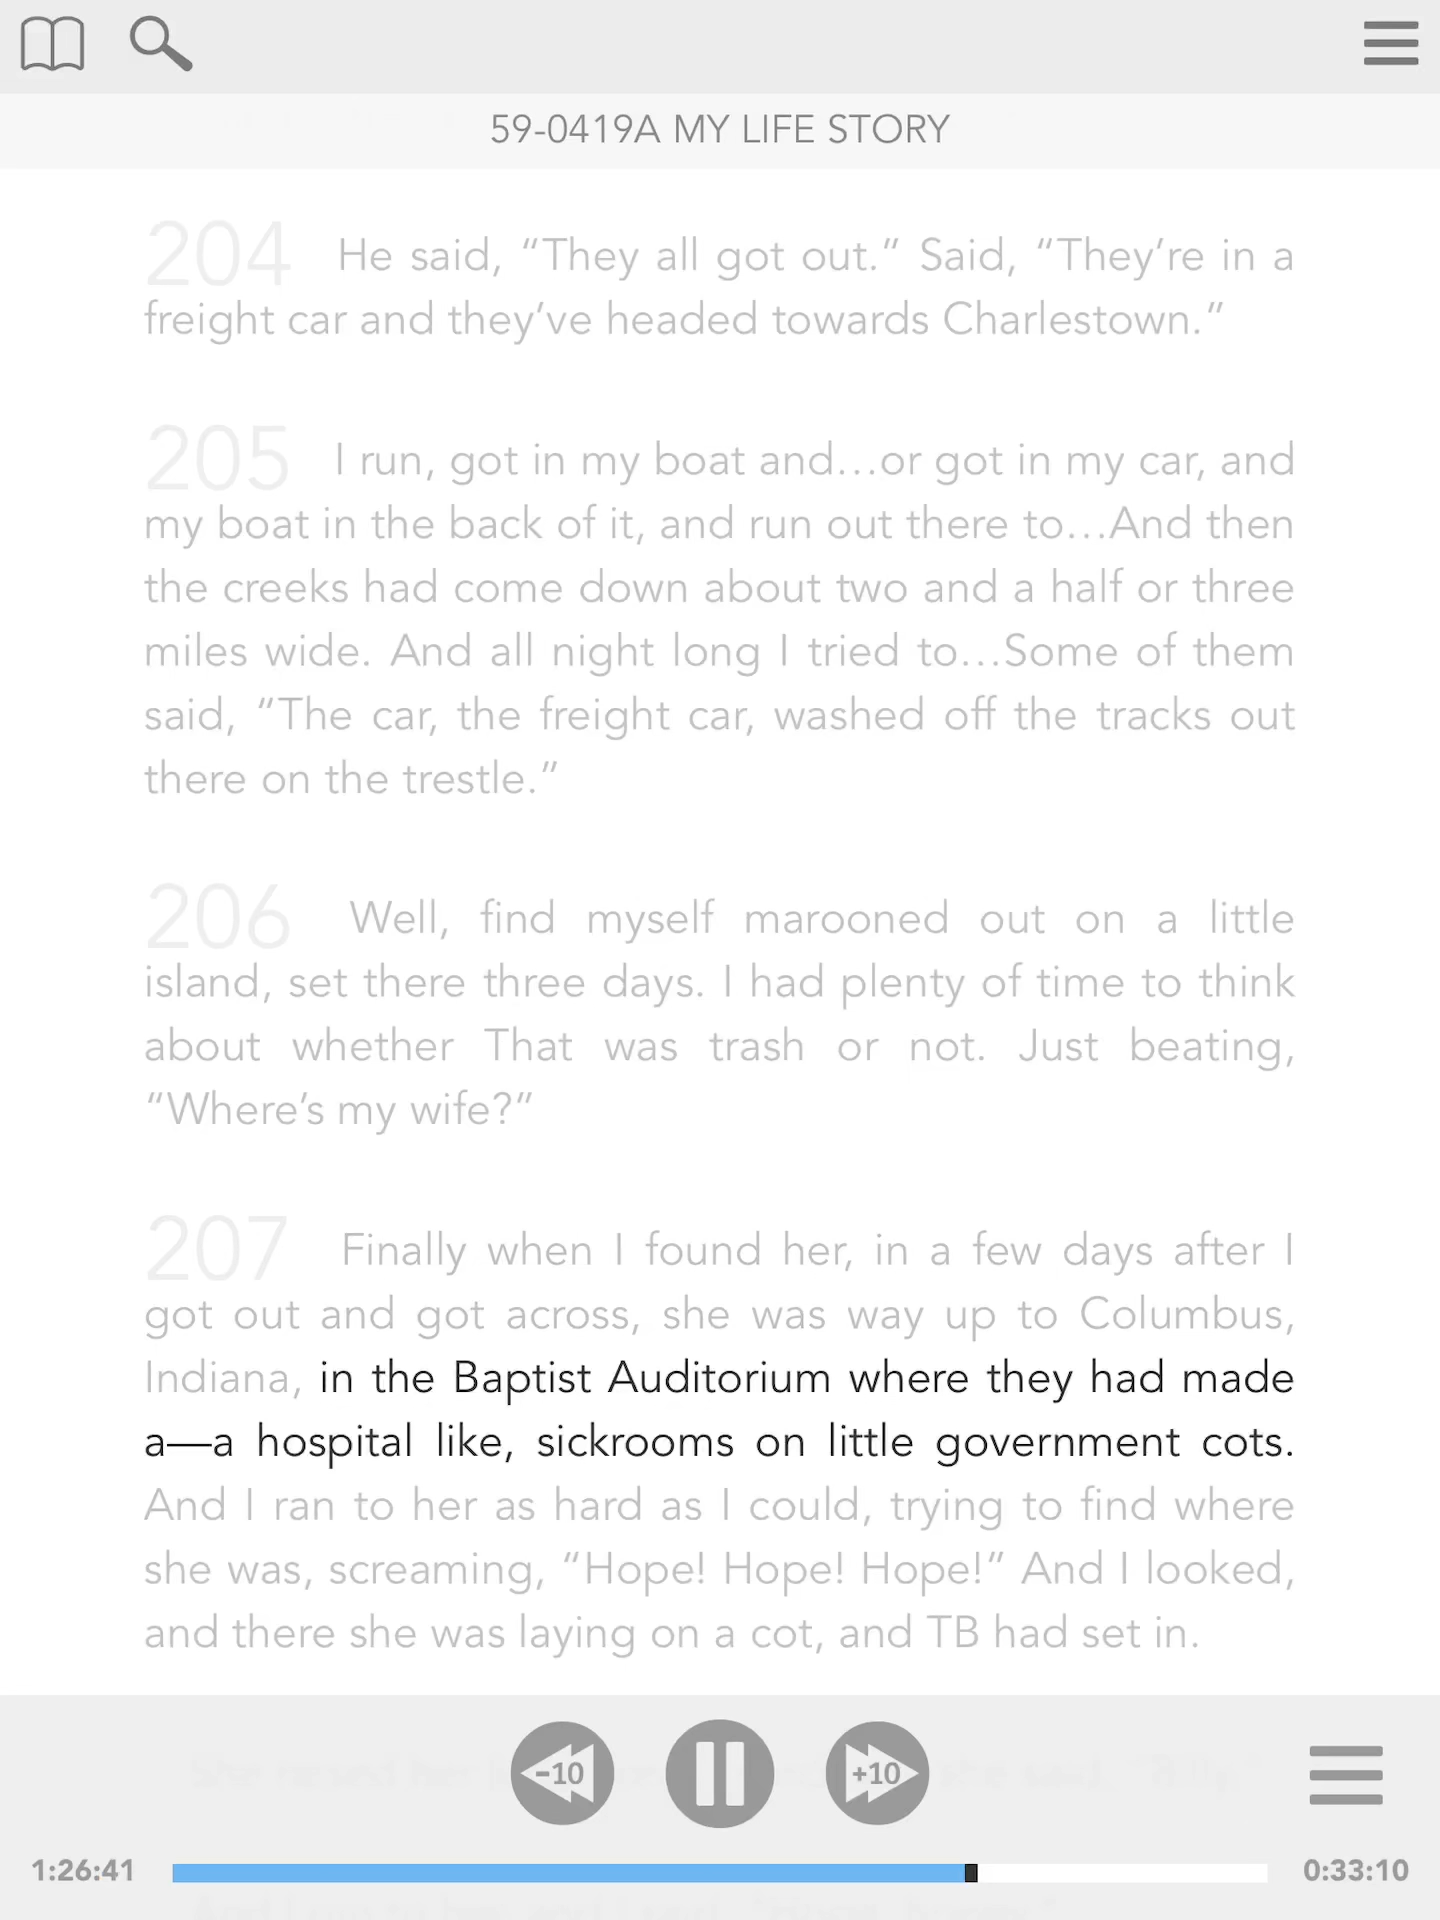 59-0419A MY LIFE STORY
204 He said, “They all got out.” Said, “They’re in a
freight car and they’ve headed towards Charlestown.”
205 I run, got in my boat and…or got in my car, and
my boat in the back of it, and run out there to…And then
the creeks had come down about two and a half or three
miles wide. And all night long I tried to…Some of them
said, “The car, the freight car, washed off the tracks out
there on the trestle.”
206 Well, find myself marooned out on a little
island, set there three days. I had plenty of time to think
about whether That was trash or not. Just beating,
“Where’s my wife?”
207 Finally when I found her, in a few days after I
got out and got across, she was way up to Columbus,
Indiana, in the Baptist Auditorium where they had made
a—a hospital like, sickrooms on little government cots.
And I ran to her as hard as I could, trying to find where
she was, screaming, “Hope! Hope! Hope!” And I looked,
and there she was laying on a cot, and TB had set in.
-10 +10
1:26:41 0:33:10